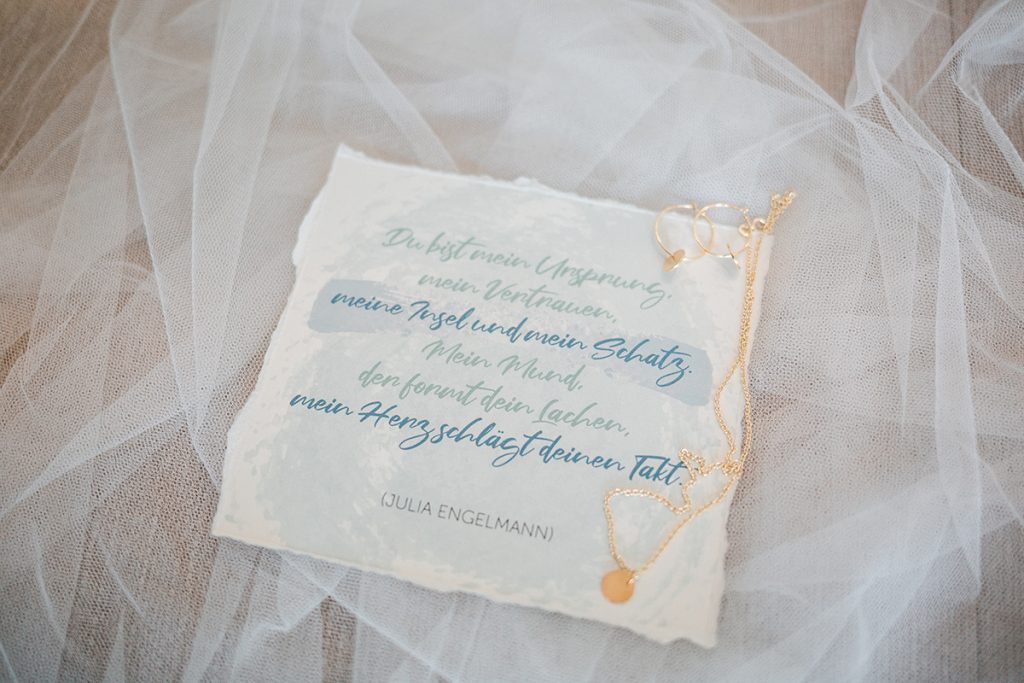 Du bist mein Ursprung,
mein Vertrauen,
meine Insel und mein Schatz.
Mein Mund,
der formt dein Lachen,
mein Herz schlägt deinen Takt.
(JULIA ENGELMANN)